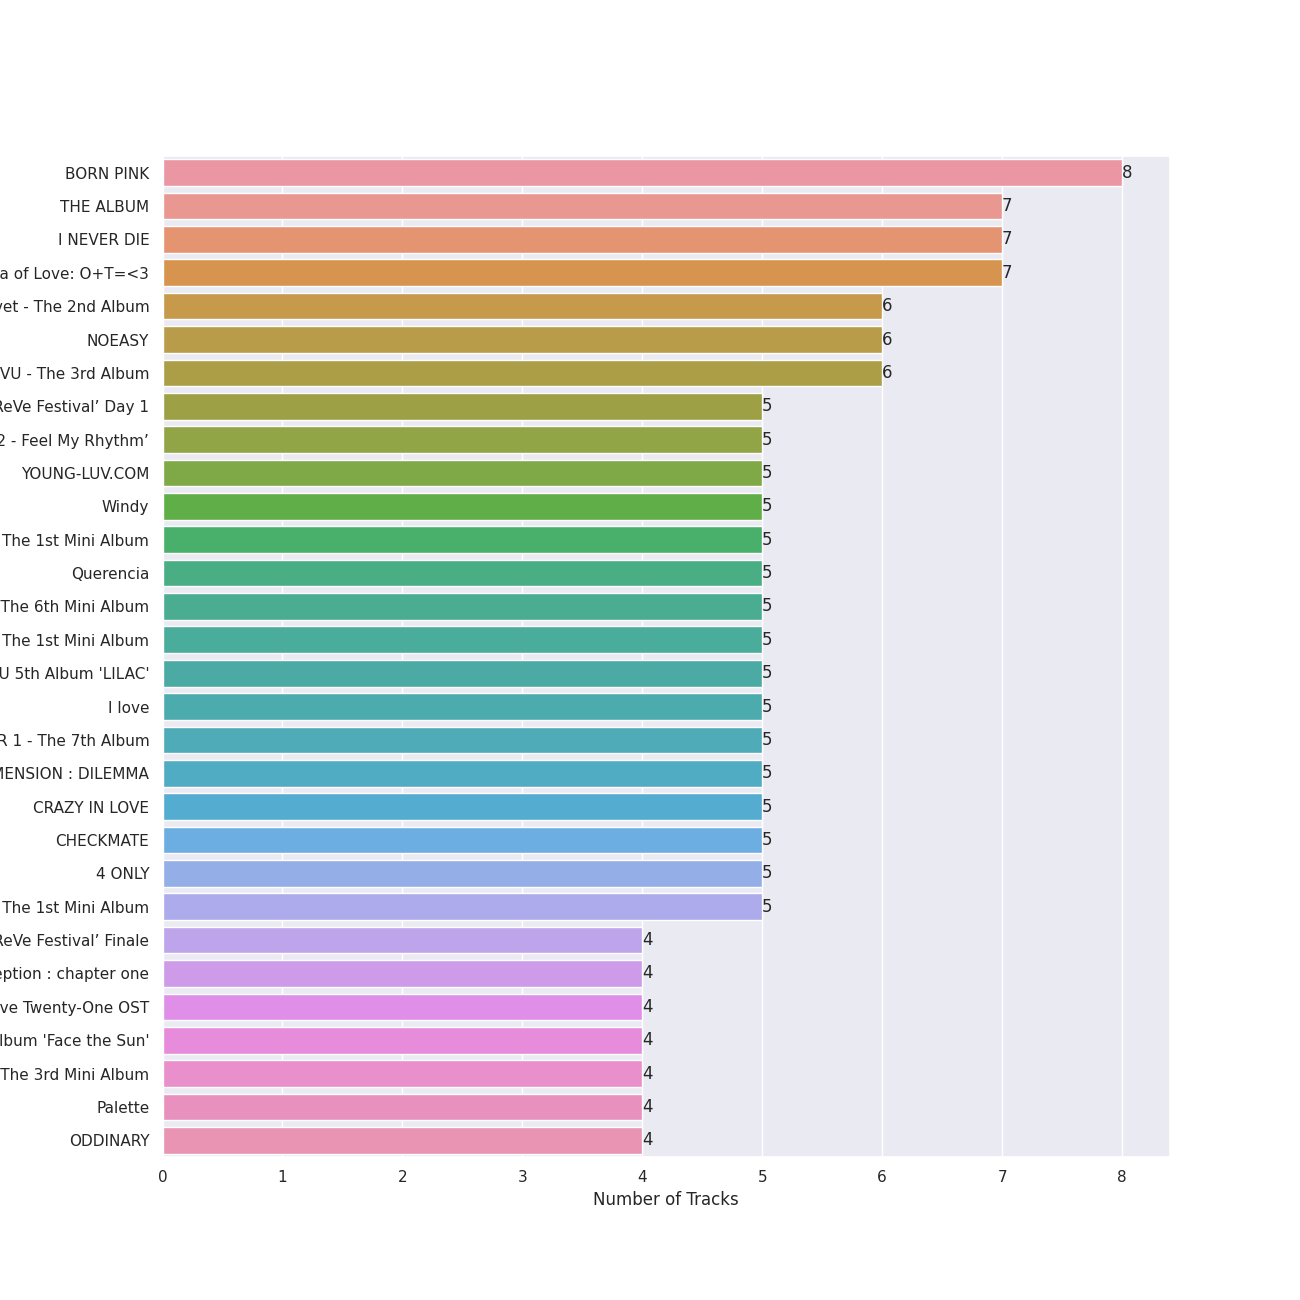 BORN PINK 8
THE ALBUM 7
I NEVER DIE 7
a of Love: O+T=<3 7
vet - The 2nd Album 6
NOEASY 6
VU - The 3rd Album 6
ReVe Festival’ Day 1 5
2 - Feel My Rhythm’ 5
YOUNG-LUV.COM 5
Windy 5
The 1st Mini Album 5
Querencia 5
The 6th Mini Album 5
The 1st Mini Album 5
U 5th Album 'LILAC' 5
I love 5
R 1 - The 7th Album 5
MENSION : DILEMMA 5
CRAZY IN LOVE 5
CHECKMATE 5
4 ONLY 5
The 1st Mini Album 5
ReVe Festival’ Finale 4
eption : chapter one 4
ve Twenty-One OST 4
lbum 'Face the Sun' 4
The 3rd Mini Album 4
Palette 4
ODDINARY 4
0 1 2 3 4 5 6 7 8
Number of Tracks